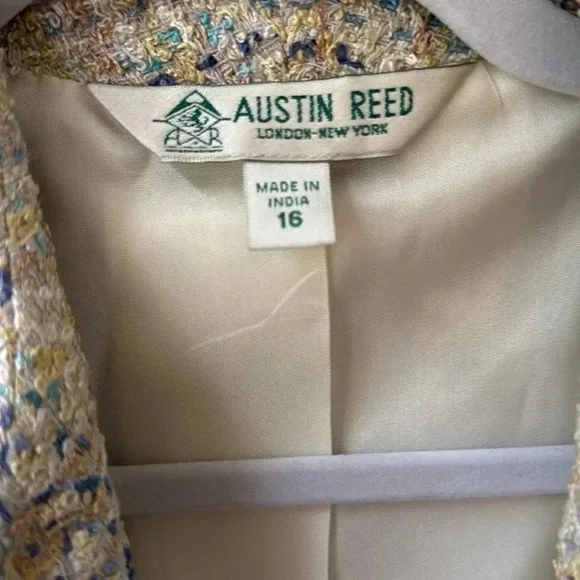 AUSTIN REED
LONDON-NEW YORK
MADE IN
INDIA
16